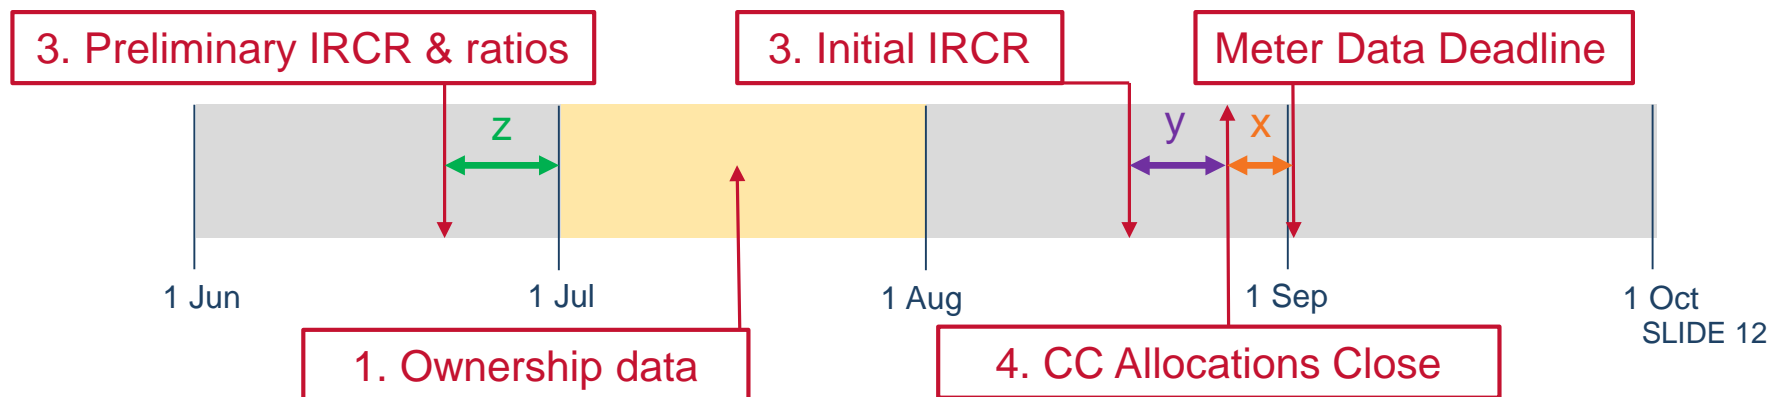 3. Preliminary IRCR & ratios
3. Initial IRCR
Meter Data Deadline
z
y
x
1 Jun
1 Jul
1 Aug
1 Sep
1 Oct
SLIDE 12
1. Ownership data
4. CC Allocations Close